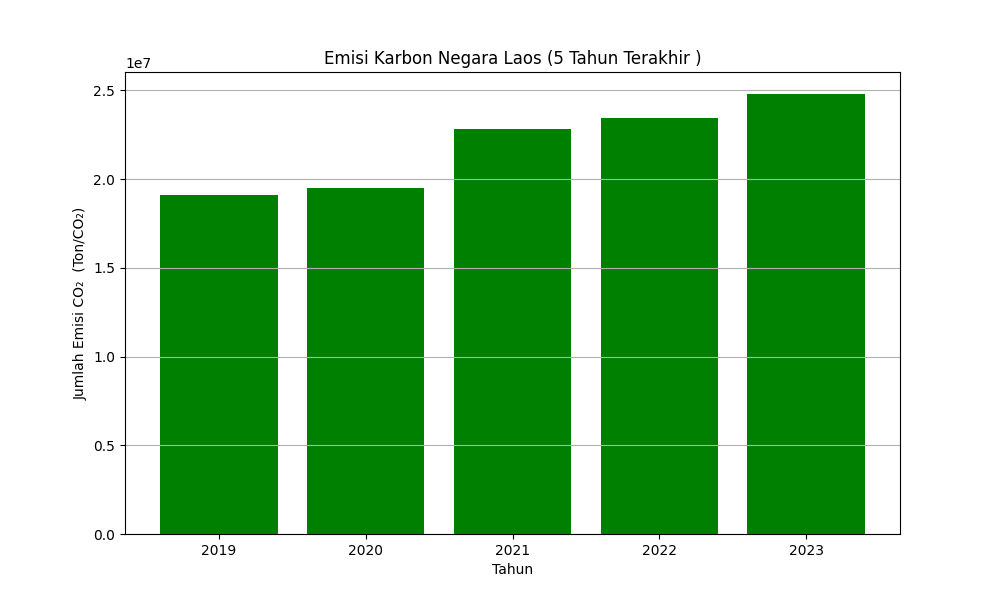 Emisi Karbon Negara Laos (5 Tahun Terakhir )
1e7
2.5
2.0
1.5
1.0
0.5
0.0
Jumlah Emisi CO₂  (Ton/CO₂)
2019 2020 2021 2022 2023
Tahun